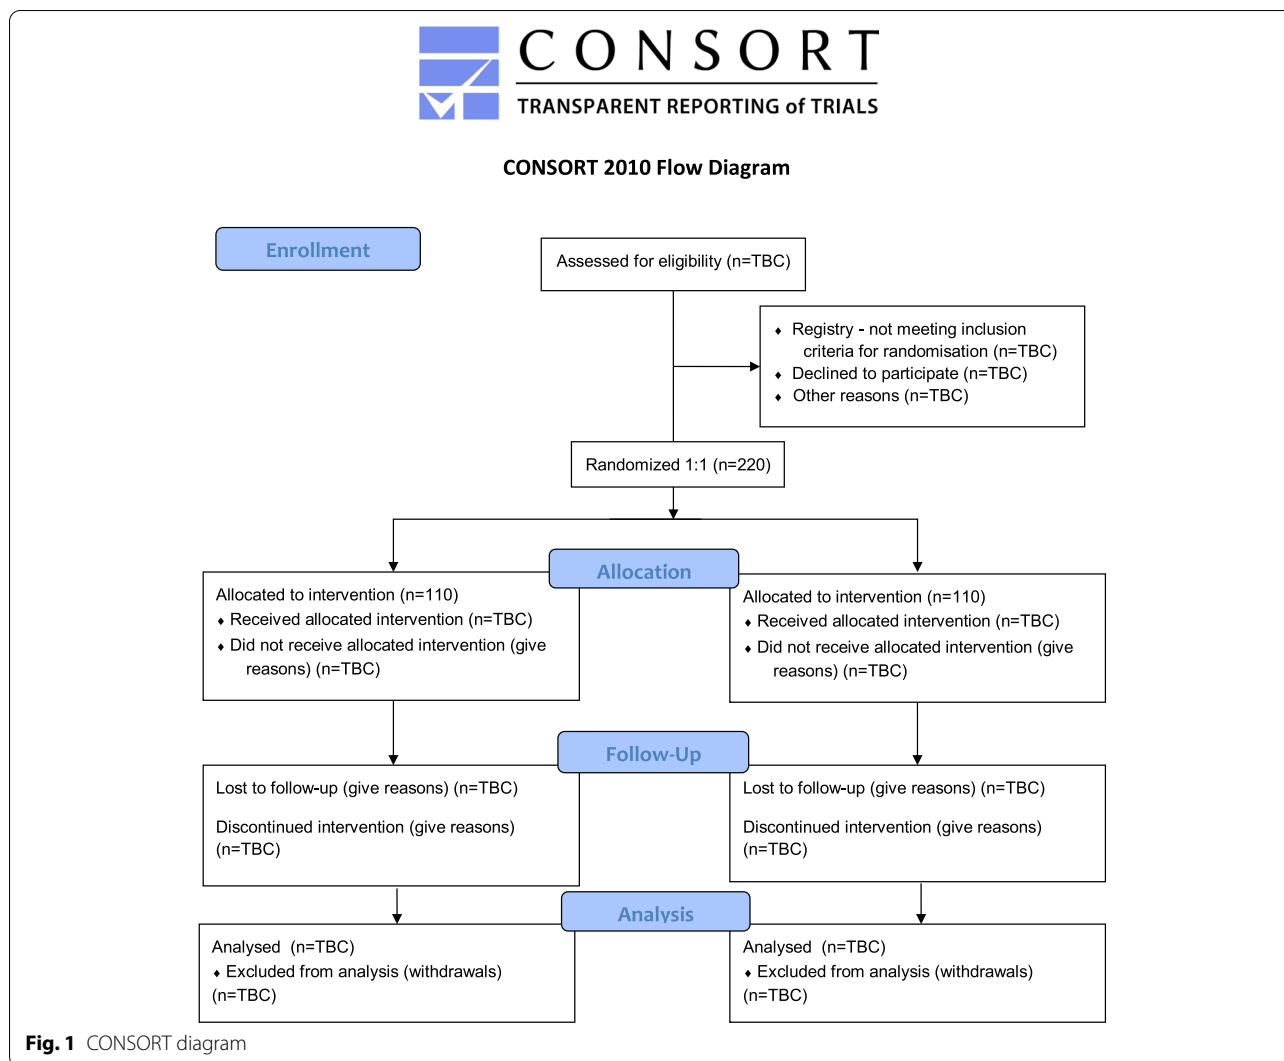 CONSORT
TRANSPARENT REPORTING of TRIALS
CONSORT 2010 Flow Diagram
Enrollment
Assessed for eligibility (n=TBC)
♦ Registry - not meeting inclusion
criteria for randomisation (n=TBC)
♦ Declined to participate (n=TBC)
♦ Other reasons (n=TBC)
Randomized 1:1 (n=220)
Allocation
Allocated to intervention (n=110)
♦ Received allocated intervention (n=TBC)
♦ Did not receive allocated intervention (give
reasons) (n=TBC)
Allocated to intervention (n=110)
♦ Received allocated intervention (n=TBC)
♦ Did not receive allocated intervention (give
reasons) (n=TBC)
Follow-Up
Lost to follow-up (give reasons) (n=TBC)
Discontinued intervention (give reasons)
(n=TBC)
Lost to follow-up (give reasons) (n=TBC)
Discontinued intervention (give reasons)
(n=TBC)
Analysis
Analysed (n=TBC)
♦ Excluded from analysis (withdrawals)
(n=TBC)
Analysed (n=TBC)
♦ Excluded from analysis (withdrawals)
(n=TBC)
Fig. 1 CONSORT diagram